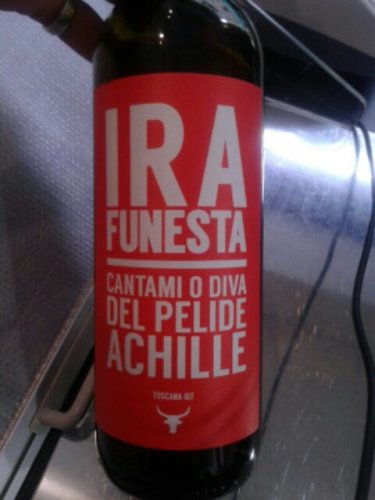 IRA
FUNESTA
CANTAMI O DIVA
DEL PELIDE
ACHILLE
TOSCANA IGT